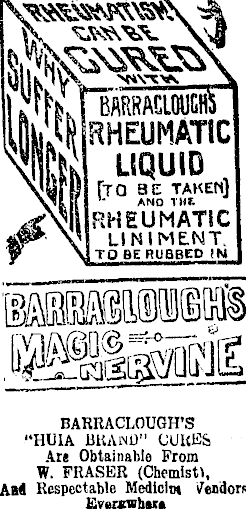 RHEUMATISM
CAN BE
CURED
WITH
WHY
SUFFER
LONGER
BARRACLOUGH'S
RHEUMATIC
LIQUID
[TO BE TAKEN]
AND THE
RHEUMATIC
LINIMENT
TO BE RUBBED IN
BARRACLOUGH'S
MAGIC
NERVINE
BARRACLOUGH'S
"HUIA BRAND" CURES
Are Obtainable From
W. FRASER (Chemist),
And Respectable Medicine Vendors
Everywhere